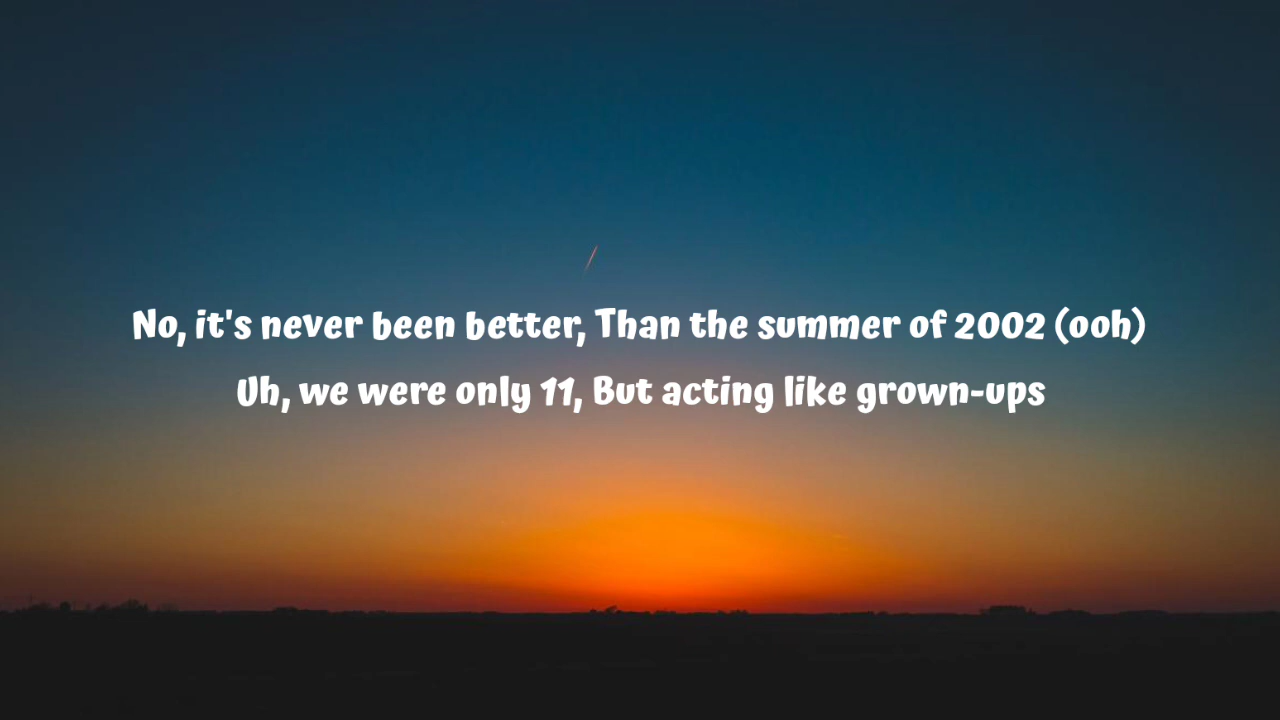 No, it's never been better, Than the summer of 2002 (ooh)
Uh, we were only 11, But acting like grown-ups